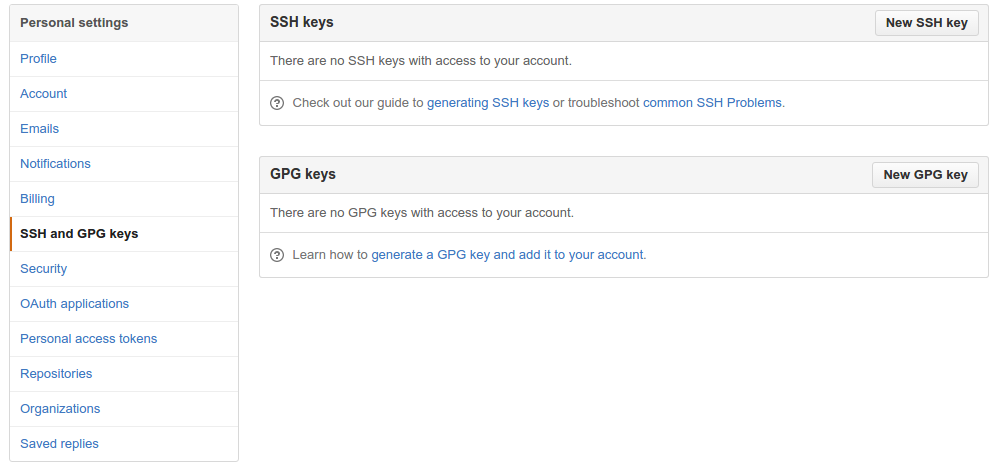 Personal settings
Profile
Account
Emails
Notifications
Billing
SSH and GPG keys
Security
OAuth applications
Personal access tokens
Repositories
Organizations
Saved replies
SSH keys
New SSH key
There are no SSH keys with access to your account.
Check out our guide to generating SSH keys or troubleshoot common SSH Problems.
GPG keys
New GPG key
There are no GPG keys with access to your account.
Learn how to generate a GPG key and add it to your account.